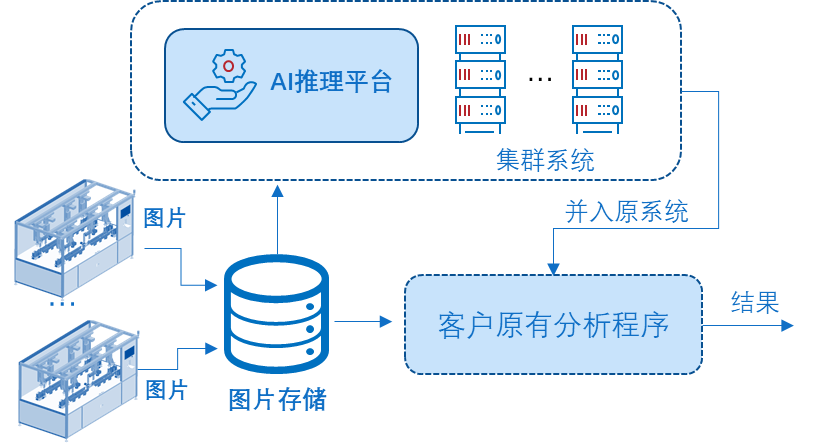 AI推理平台
...
集群系统
图片
并入原系统
...
客户原有分析程序
结果
图片
图片存储